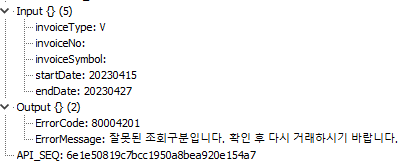 Input {} (5)
invoiceType: V
invoiceNo:
invoiceSymbol:
startDate: 20230415
endDate: 20230427
Output {} (2)
ErrorCode: 80004201
ErrorMessage: 잘못된 조회구분입니다. 확인 후 다시 거래하시기 바랍니다.
API_SEQ: 6e1e50819c7bcc1950a8bea920e154a7